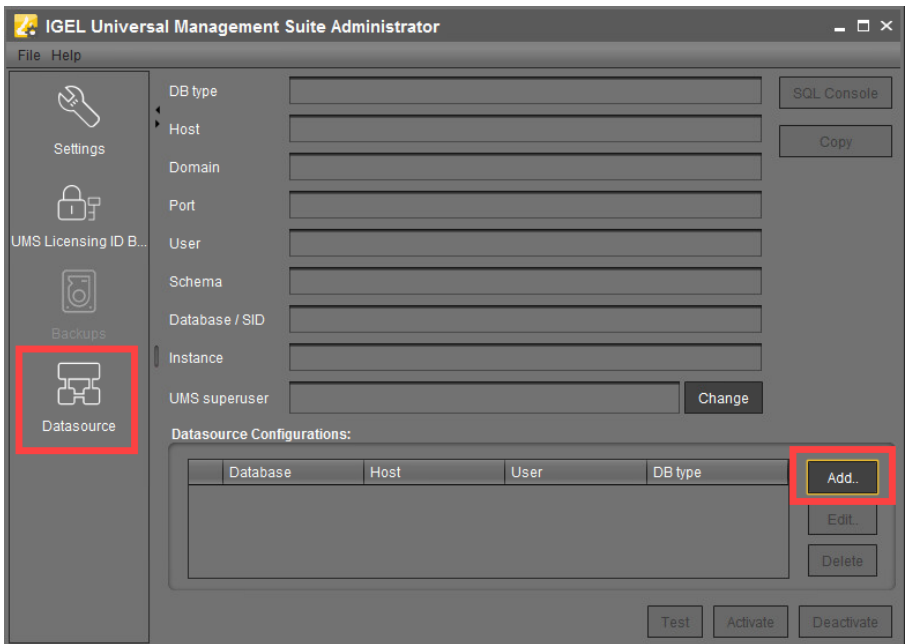 IGEL Universal Management Suite Administrator
File Help
Settings
UMS Licensing ID B...
Backups
Datasource
DB type
Host
Domain
Port
User
Schema
Database / SID
Instance
UMS superuser
Change
SQL Console
Copy
Datasource Configurations:
Database Host User DB type
Add..
Edit..
Delete
Test Activate Deactivate